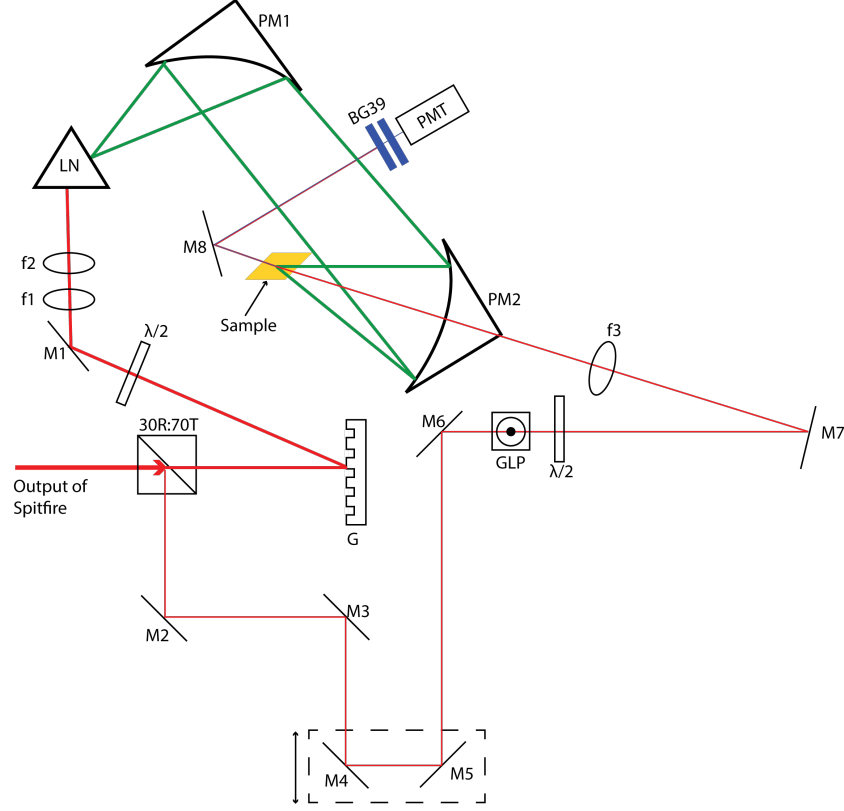 PM1
BG39
PMT
LN
M8
f2
PM2
Sample
f1
f3
λ/2
M1
M6
30R:70T
M7
GLP
λ/2
Output of
Spitfire
G
M3
M2
M4
M5